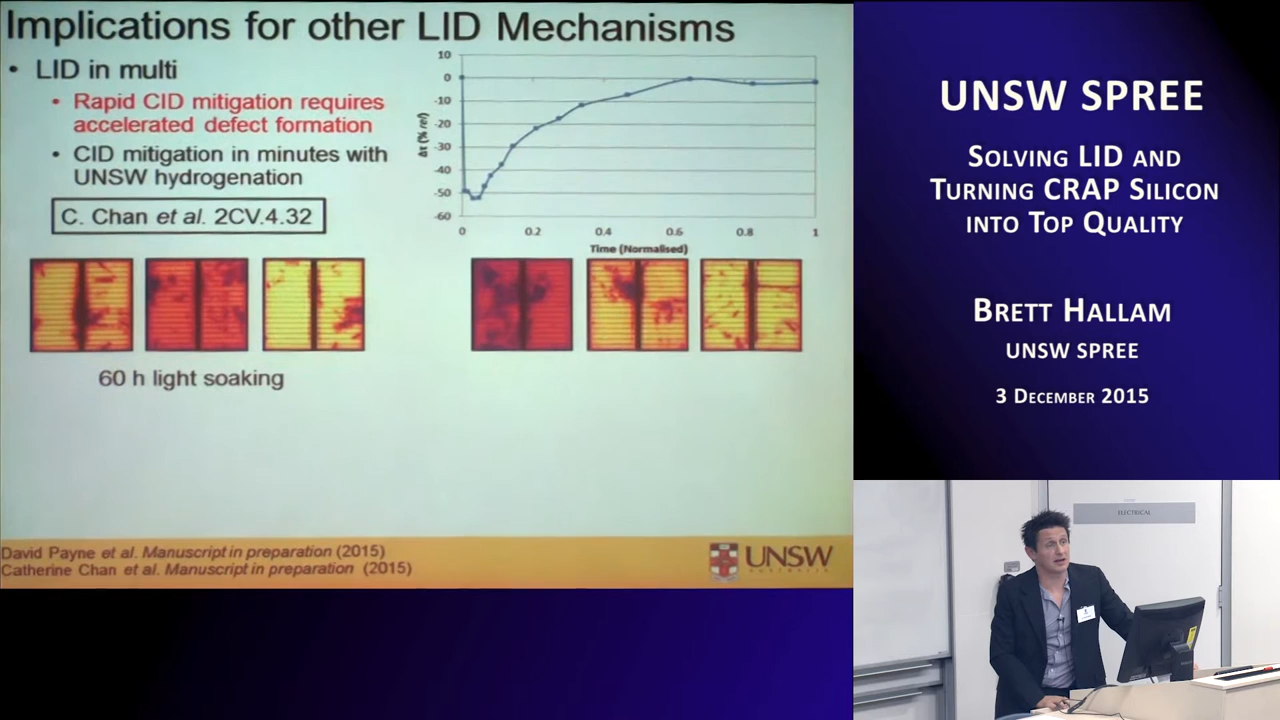 Implications for other LID Mechanisms
• LID in multi
• Rapid CID mitigation requires
accelerated defect formation
• CID mitigation in minutes with
UNSW hydrogenation
C. Chan et al. 2CV.4.32
Δτ (% rel)
10
0
-10
-20
-30
-40
-50
-60
0 0.2 0.4 0.6 0.8 1
Time (Normalised)
60 h light soaking
David Payne et al. Manuscript in preparation (2015)
Catherine Chan et al. Manuscript in preparation (2015)
UNSW
AUSTRALIA
UNSW SPREE
SOLVING LID AND
TURNING CRAP SILICON
INTO TOP QUALITY
BRETT HALLAM
UNSW SPREE
3 DECEMBER 2015
ELECTRICAL